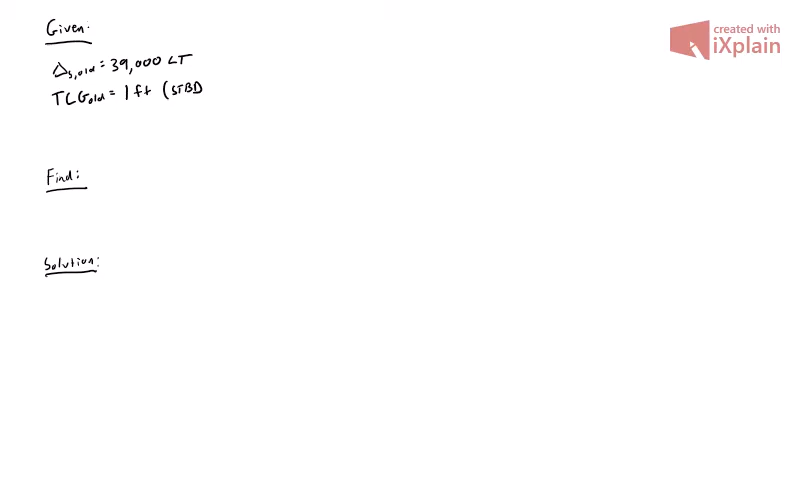 Given:
created with
iXplain
Δs,old = 39,000 LT
TCGold = 1 ft (STBD
Find:
Solution: